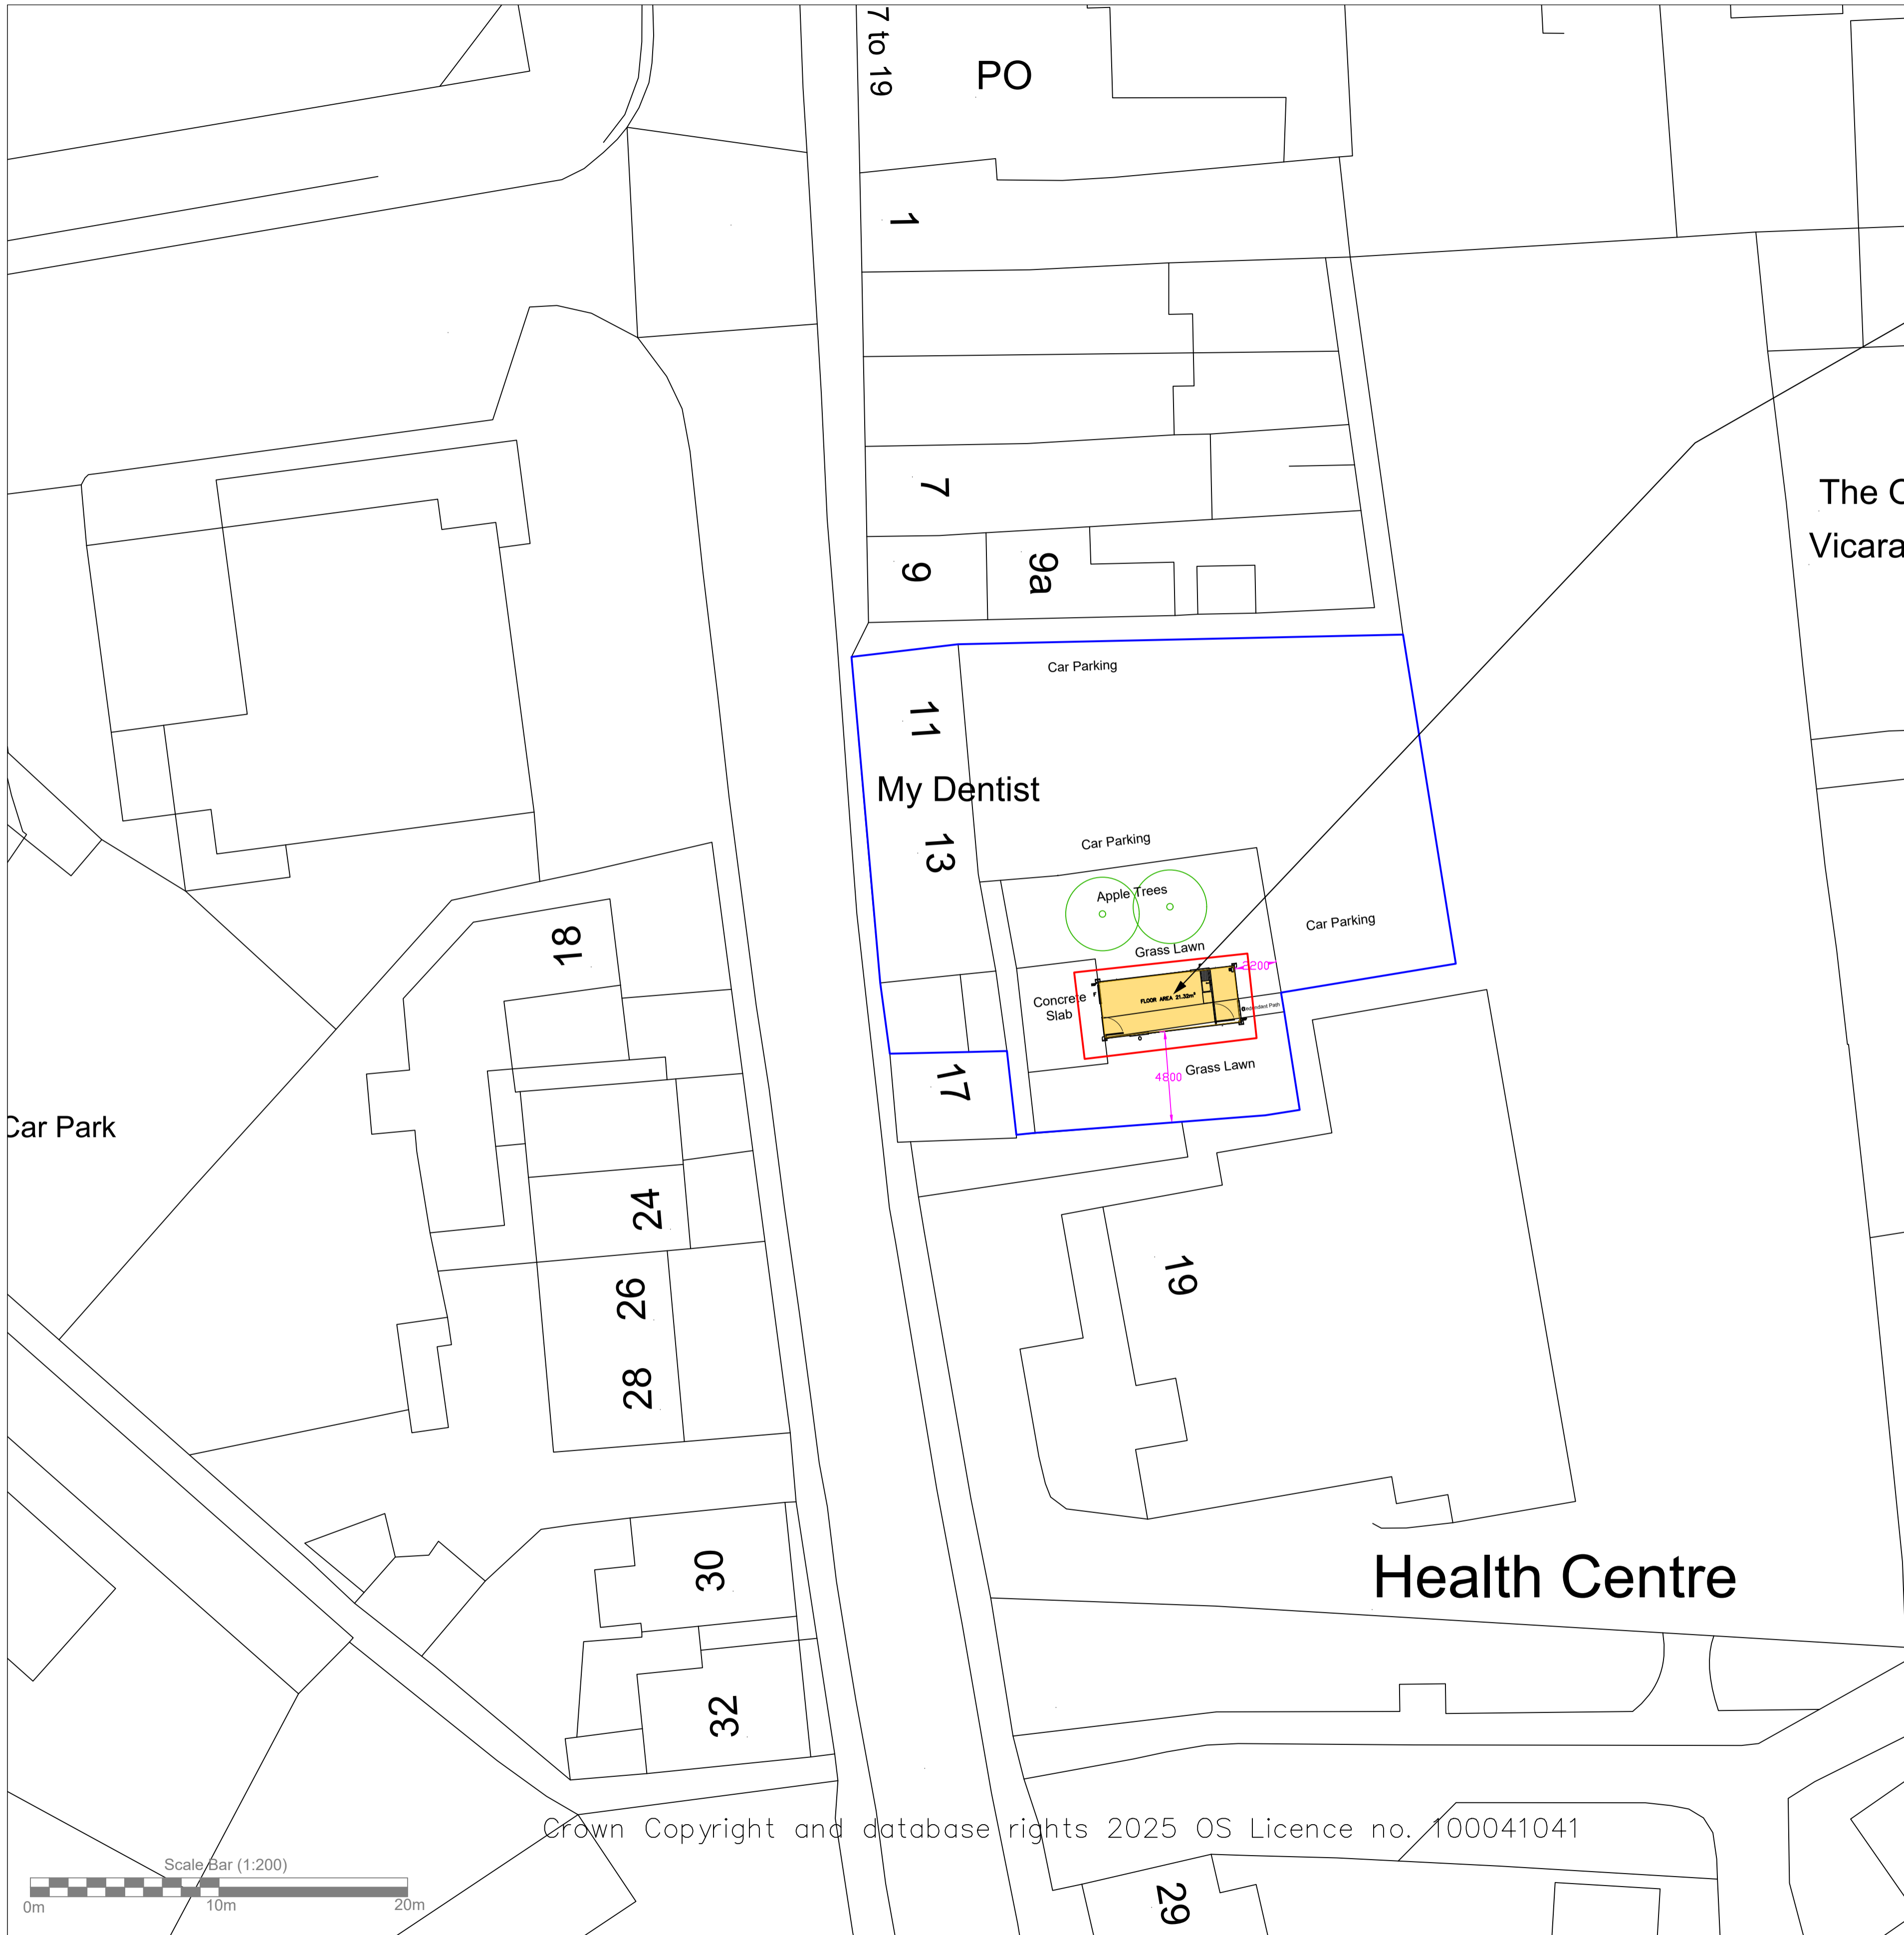 7 to 19
PO
1
7
The
Vicara
9
9a
Car Parking
11
My Dentist
13
Car Parking
Apple Trees
Car Parking
18
Grass Lawn
2200
Concrete
Slab
FLOOR AREA 21.32m²
Path
Grass Lawn
4800
17
Car Park
24
19
26
28
30
Health Centre
32
Crown Copyright and database rights 2025 OS Licence no. 100041041
Scale Bar (1:200)
0m 10m 20m
29